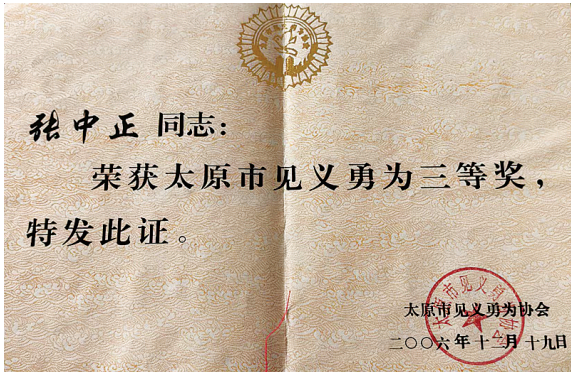 张中正 同志：
荣获太原市见义勇为三等奖，
特发此证。
太原市见义勇为协会
二〇〇六年十二月十九日